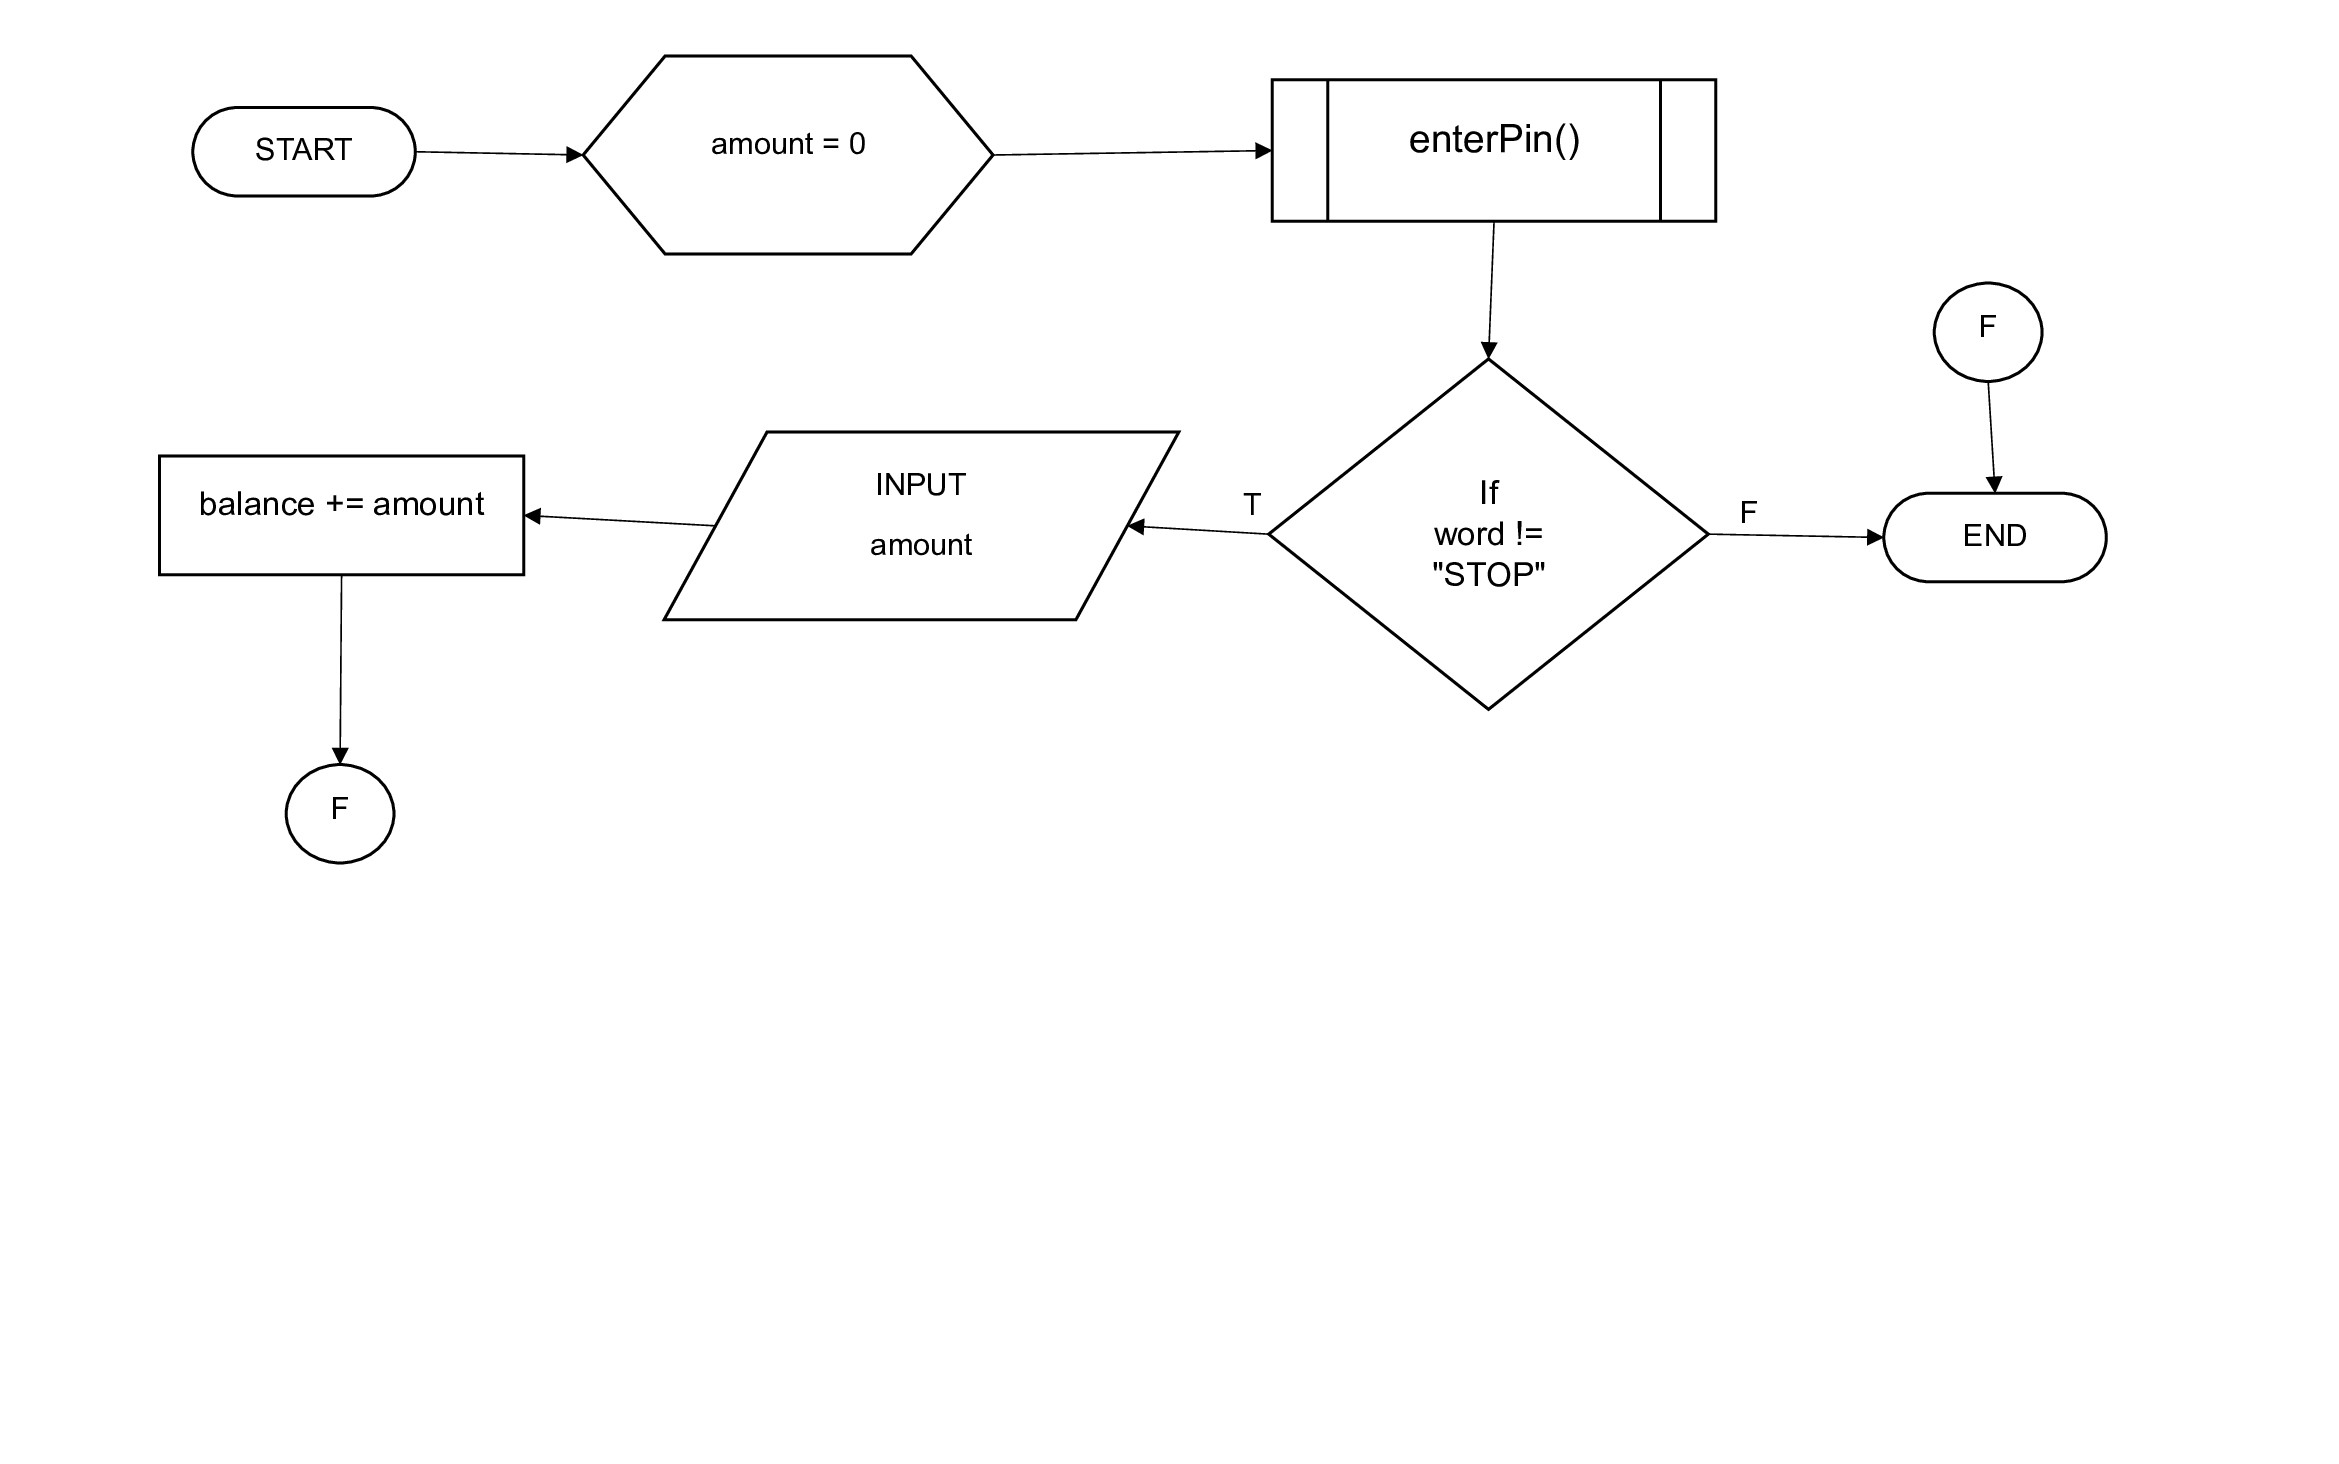 START
amount = 0
enterPin()
F
balance += amount
INPUT
amount
T
If
word !=
"STOP"
F
END
F